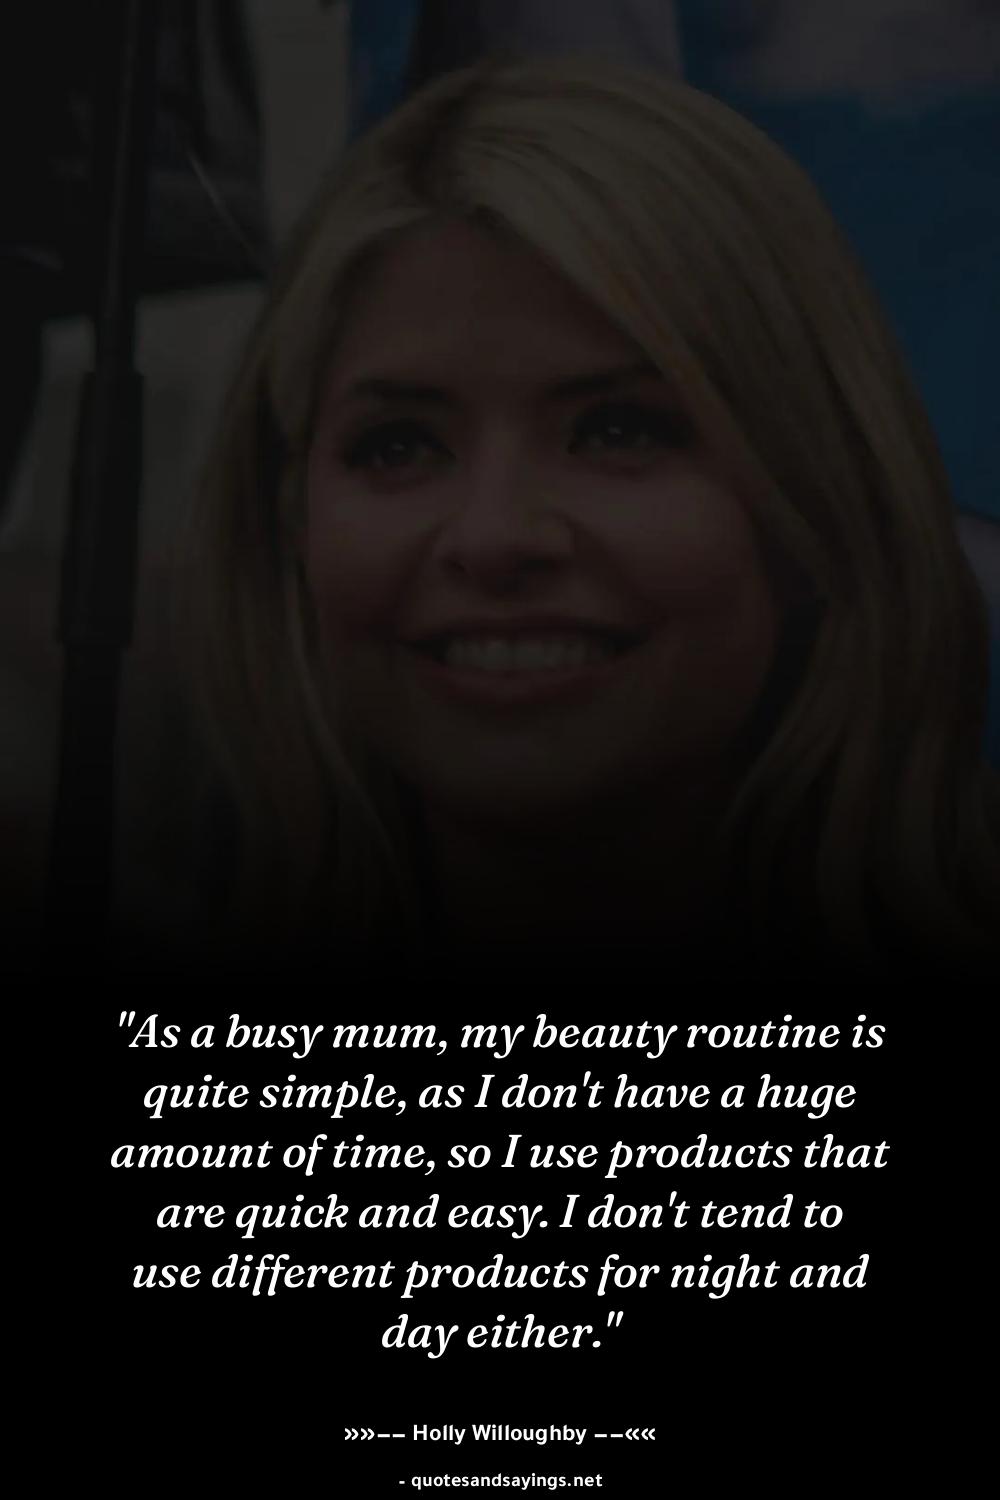 "As a busy mum, my beauty routine is
quite simple, as I don't have a huge
amount of time, so I use products that
are quick and easy. I don't tend to
use different products for night and
day either."
»»−− Holly Willoughby −−««
- quotesandsayings.net